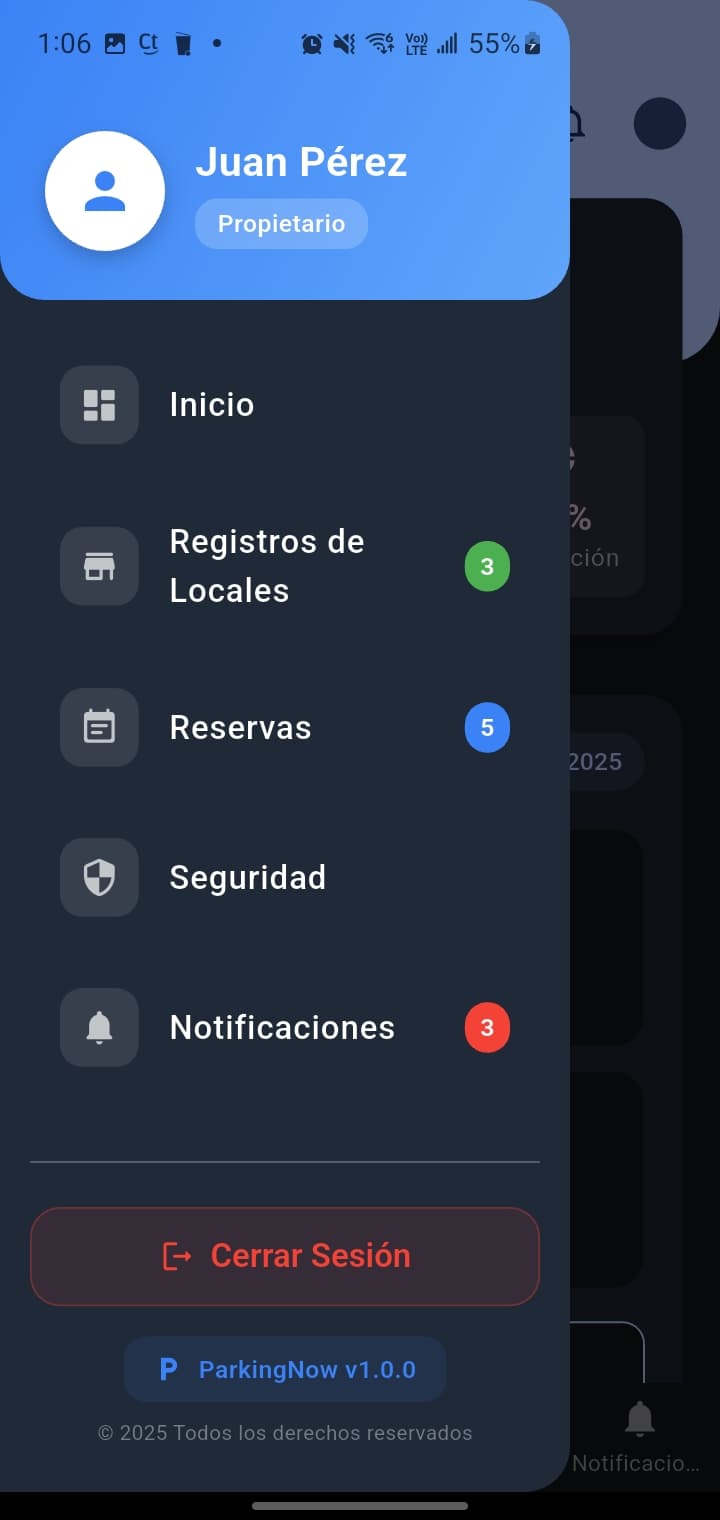 1:06
Vo))
LTE
55%
Juan Pérez
Propietario
Inicio
Registros de
Locales
3
%
ción
Reservas
5
2025
Seguridad
Notificaciones
3
Cerrar Sesión
P ParkingNow v1.0.0
© 2025 Todos los derechos reservados
Notificacio...